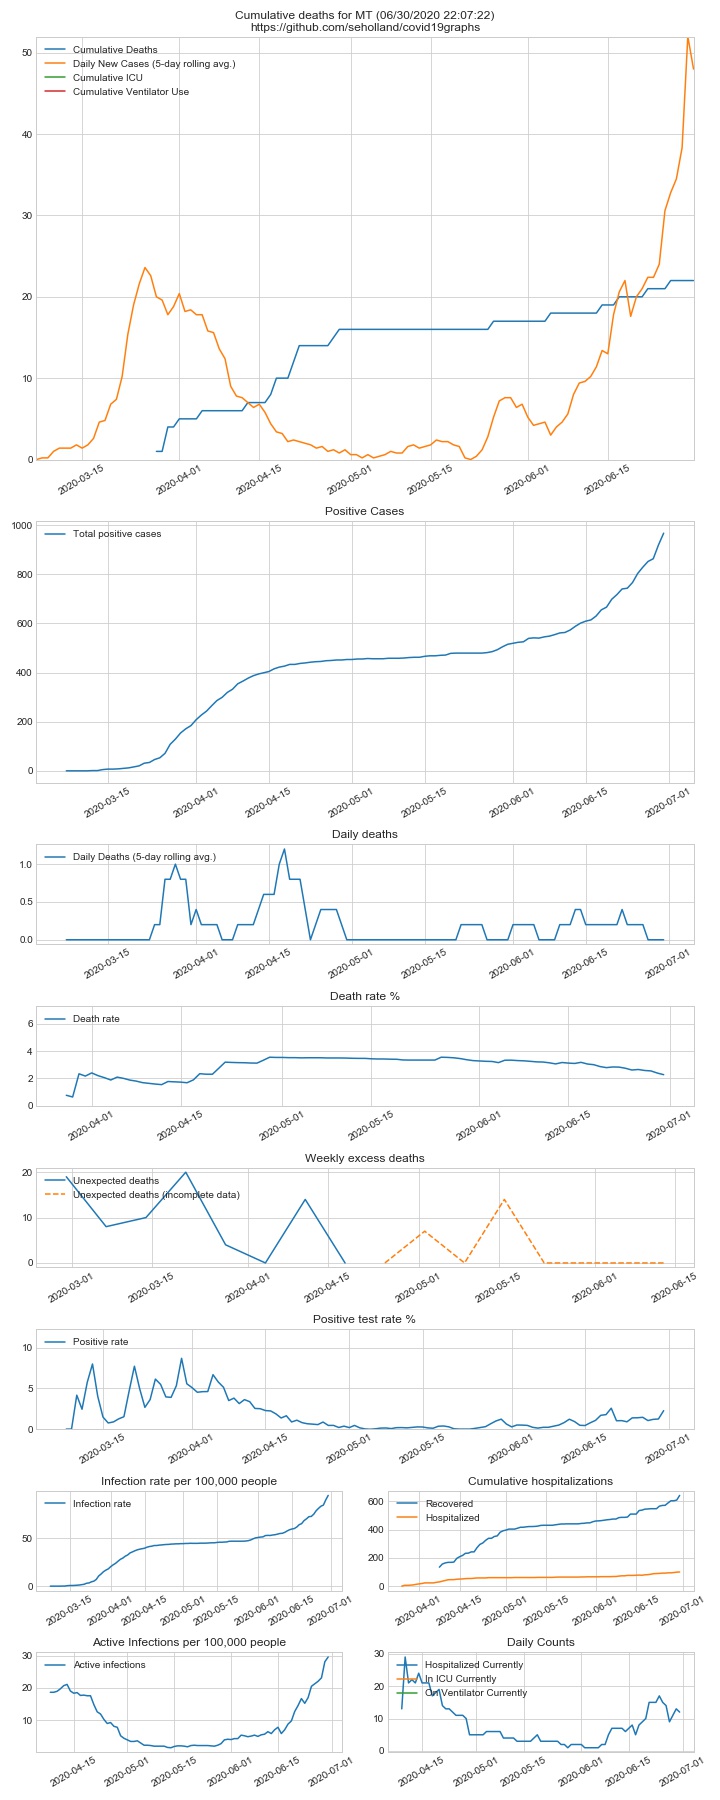 Cumulative deaths for MT (06/30/2020 22:07:22)
https://github.com/seholland/covid19graphs
Cumulative Deaths
Daily New Cases (5-day rolling avg.)
Cumulative ICU
Cumulative Ventilator Use
50
40
30
20
10
0
2020-03-15 2020-04-01 2020-04-15 2020-05-01 2020-05-15 2020-06-01 2020-06-15
Positive Cases
Total positive cases
1000
800
600
400
200
0
2020-03-15 2020-04-01 2020-04-15 2020-05-01 2020-05-15 2020-06-01 2020-06-15 2020-07-01
Daily deaths
Daily Deaths (5-day rolling avg.)
1.0
0.5
0.0
2020-03-15 2020-04-01 2020-04-15 2020-05-01 2020-05-15 2020-06-01 2020-06-15 2020-07-01
Death rate %
Death rate
6
4
2
0
2020-04-01 2020-04-15 2020-05-01 2020-05-15 2020-06-01 2020-06-15 2020-07-01
Weekly excess deaths
Unexpected deaths
Unexpected deaths (incomplete data)
20
10
0
2020-03-01 2020-03-15 2020-04-01 2020-04-15 2020-05-01 2020-05-15 2020-06-01 2020-06-15
Positive test rate %
Positive rate
10
5
0
2020-03-15 2020-04-01 2020-04-15 2020-05-01 2020-05-15 2020-06-01 2020-06-15 2020-07-01
Infection rate per 100,000 people
Infection rate
50
0
2020-03-15 2020-04-01 2020-04-15 2020-05-01 2020-05-15 2020-06-01 2020-06-15 2020-07-01
Cumulative hospitalizations
Recovered
Hospitalized
600
400
200
0
2020-04-01 2020-04-15 2020-05-01 2020-05-15 2020-06-01 2020-06-15 2020-07-01
Active Infections per 100,000 people
Active infections
30
20
10
2020-04-15 2020-05-01 2020-05-15 2020-06-01 2020-06-15 2020-07-01
Daily Counts
Hospitalized Currently
In ICU Currently
On Ventilator Currently
30
20
10
0
2020-04-15 2020-05-01 2020-05-15 2020-06-01 2020-06-15 2020-07-01